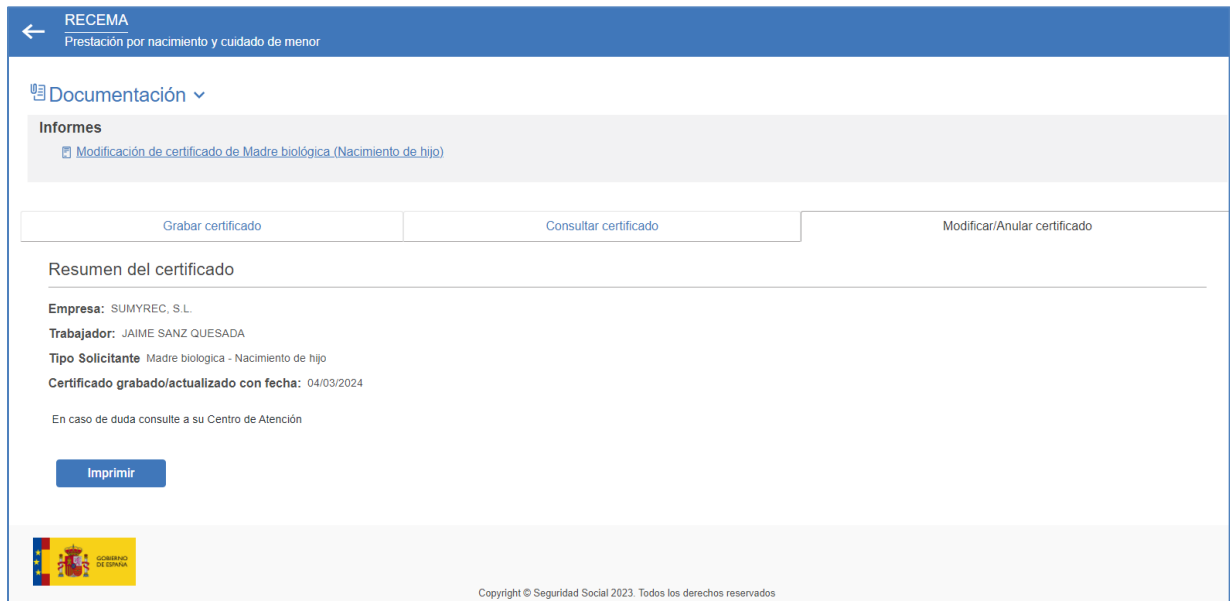 RECEMA
Prestación por nacimiento y cuidado de menor
Documentación
Informes
Modificación de certificado de Madre biológica (Nacimiento de hijo)
Grabar certificado
Consultar certificado
Modificar/Anular certificado
Resumen del certificado
Empresa: SUMYREC, S.L.
Trabajador: JAIME SANZ QUESADA
Tipo Solicitante Madre biologica - Nacimiento de hijo
Certificado grabado/actualizado con fecha: 04/03/2024
En caso de duda consulte a su Centro de Atención
Imprimir
GOBIERNO
DE ESPAÑA
Copyright © Seguridad Social 2023. Todos los derechos reservados